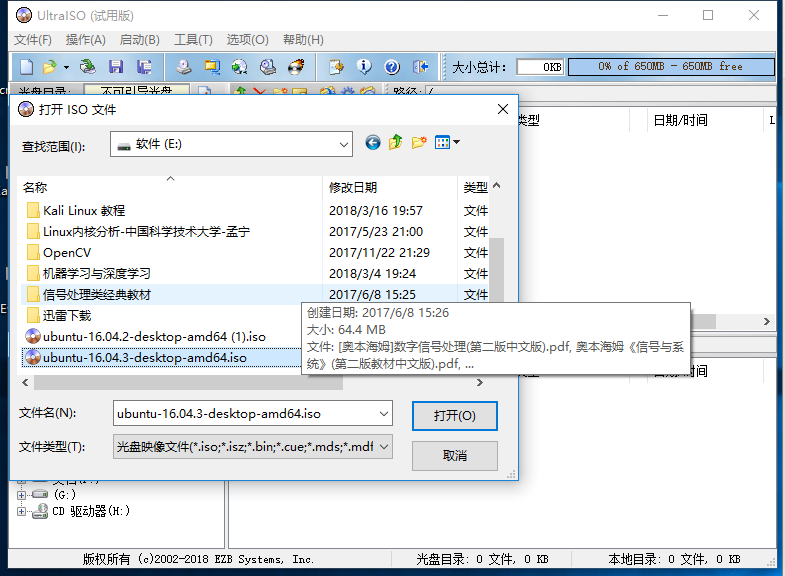 UltraISO (试用版)
文件(F) 操作(A) 启动(B) 工具(T) 选项(O) 帮助(H)
大小总计: 0KB 0% of 650MB - 650MB free
光盘目录: 不可引导光盘 路径: /
打开 ISO 文件
类型 日期/时间
查找范围(I): 软件 (E:)
名称 修改日期 类型
Kali Linux 教程 2018/3/16 19:57 文件
Linux内核分析-中国科学技术大学-孟宁 2017/5/23 21:00 文件
OpenCV 2017/11/22 21:29 文件
机器学习与深度学习 2018/3/4 19:24 文件
信号处理类经典教材 2017/6/8 15:25 文件
迅雷下载
ubuntu-16.04.2-desktop-amd64 (1).iso
ubuntu-16.04.3-desktop-amd64.iso
创建日期: 2017/6/8 15:26
大小: 64.4 MB
文件: [奥本海姆]数字信号处理(第二版中文版).pdf, 奥本海姆《信号与系
统》(第二版教材中文版).pdf, ...
类型 日期/时间
文件名(N): ubuntu-16.04.3-desktop-amd64.iso 打开(O)
文件类型(T): 光盘映像文件(*.iso;*.isz;*.bin;*.cue;*.mds;*.mdf 取消
(G:)
CD 驱动器(H:)
版权所有 (c)2002-2018 EZB Systems, Inc. 光盘目录: 0 文件, 0 KB 本地目录: 0 文件, 0 KB